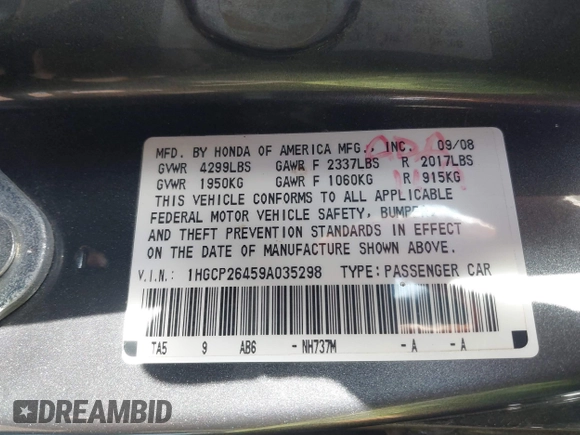 MFD. BY HONDA OF AMERICA MFG., INC. 09/08
GVWR 4299LBS GAWR F 2337LBS R 2017LBS
GVWR 1950KG GAWR F 1060KG R 915KG
THIS VEHICLE CONFORMS TO ALL APPLICABLE
FEDERAL MOTOR VEHICLE SAFETY,
AND THEFT PREVENTION STANDARDS IN EFFECT
ON THE DATE OF MANUFACTURE SHOWN ABOVE.
V.I.N.: 1HGCP26459A035298 TYPE: PASSENGER CAR
TA5 9 AB6 -NH737M -A -A
DREAMBID